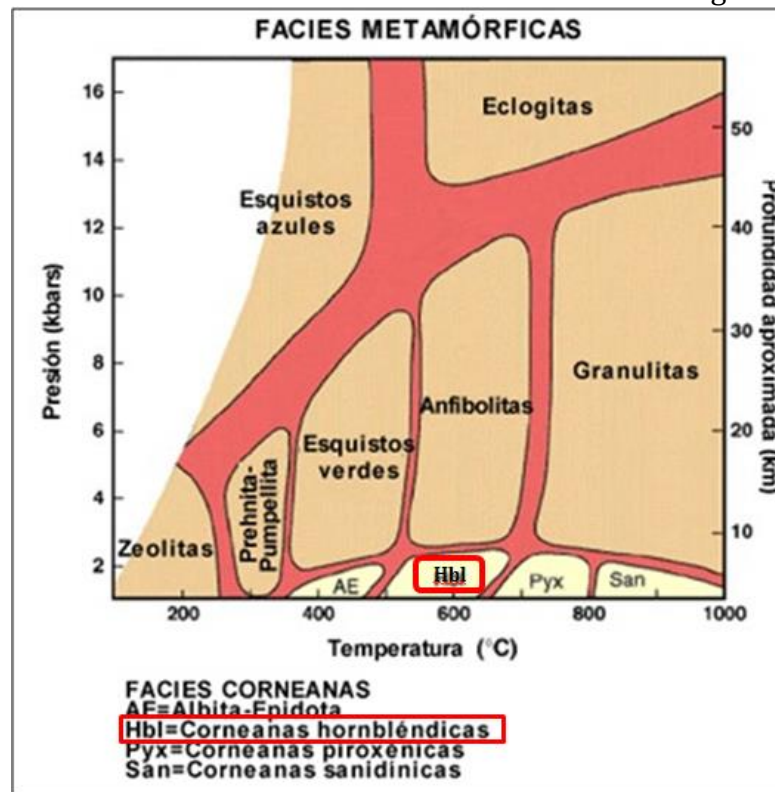 FACIES METAMÓRFICAS
16
14
12
10
8
6
4
2
Presión (kbars)
50
40
30
20
10
Profundidad aproximada (km)
Eclogitas
Esquistos
azules
Granulitas
Anfibolitas
Esquistos
verdes
Prehnita-
Pumpellita
Zeolitas
AE
Hbl
Pyx
San
200
400
600
800
1000
Temperatura (°C)
FACIES CORNEANAS
AE=Albita-Epidota
Hbl=Corneanas hornbléndicas
Pyx=Corneanas piroxénicas
San=Corneanas sanidínicas